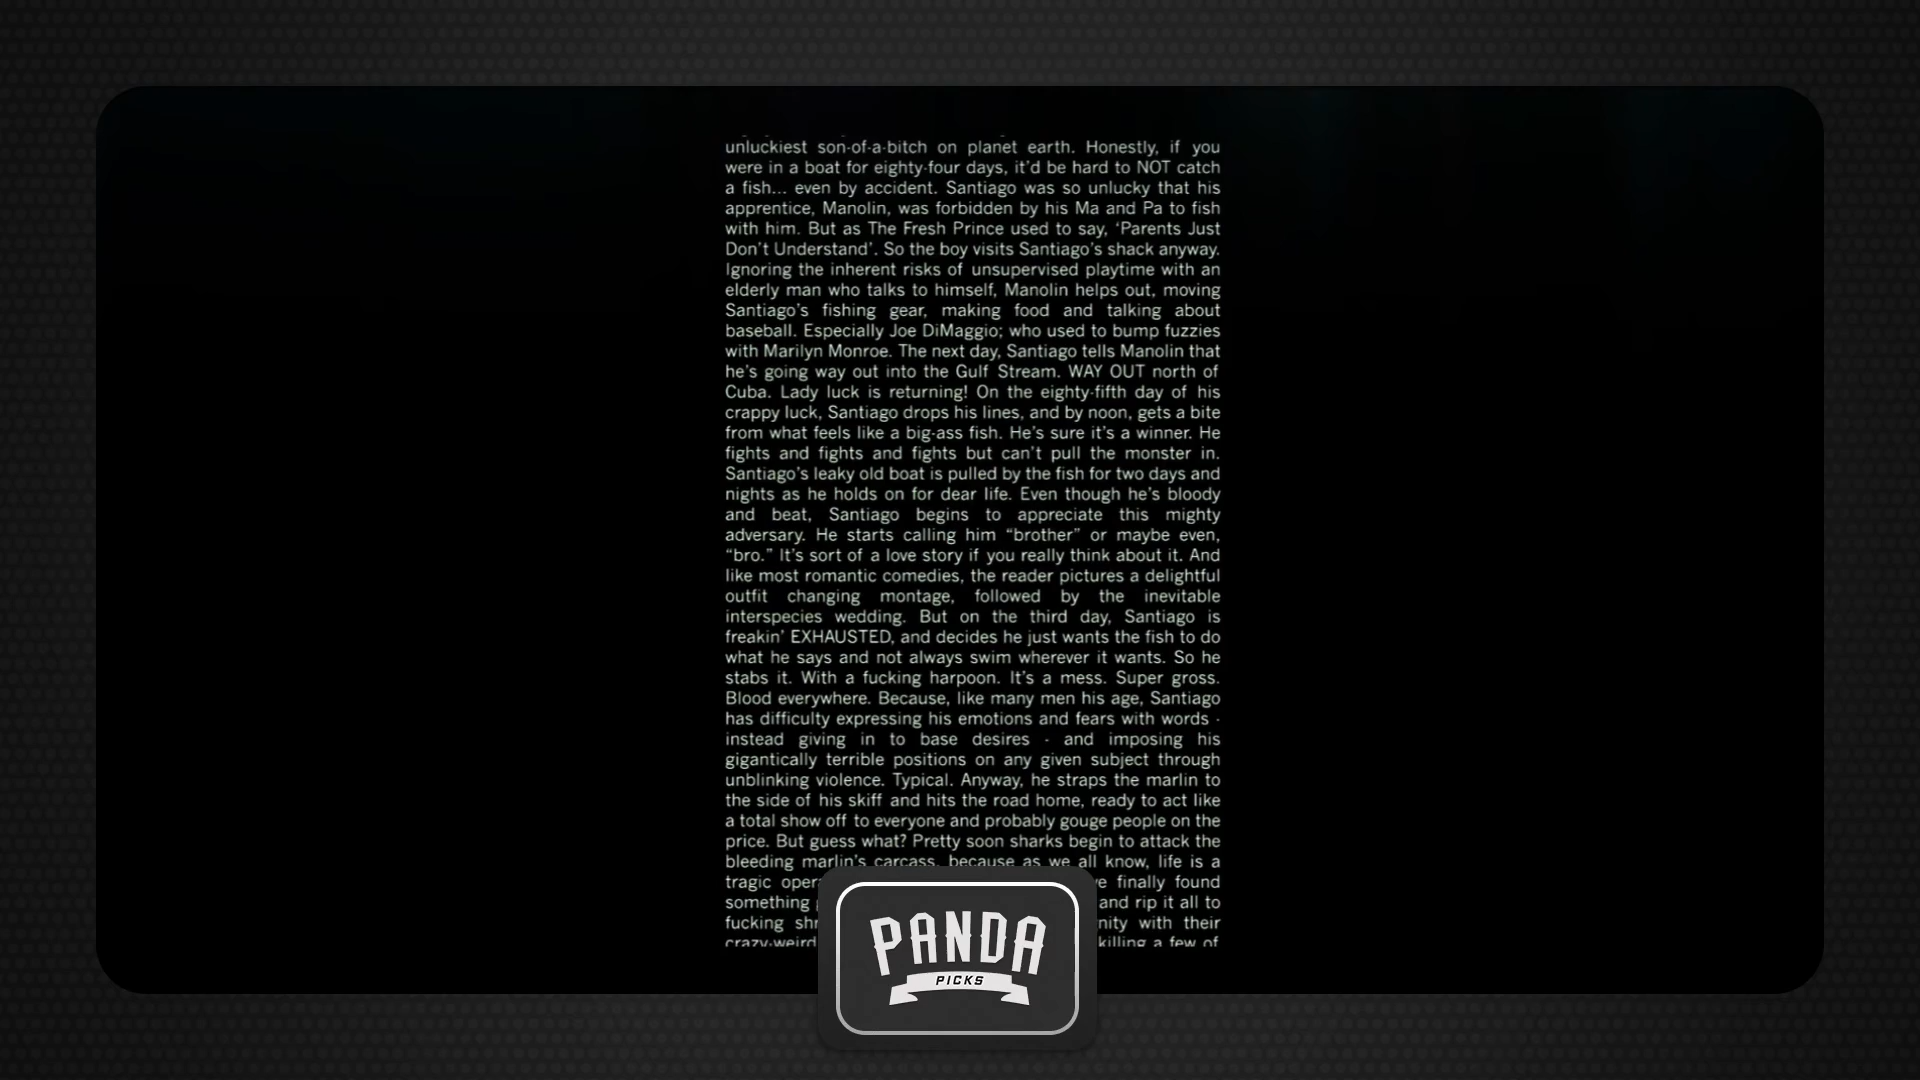 unluckiest son-of-a-bitch on planet earth. Honestly, if you
were in a boat for eighty-four days, it'd be hard to NOT catch
a fish... even by accident. Santiago was so unlucky that his
apprentice, Manolin, was forbidden by his Ma and Pa to fish
with him. But as The Fresh Prince used to say, ‘Parents Just
Don’t Understand’. So the boy visits Santiago’s shack anyway.
Ignoring the inherent risks of unsupervised playtime with an
elderly man who talks to himself, Manolin helps out, moving
Santiago’s fishing gear, making food and talking about
baseball. Especially Joe DiMaggio; who used to bump fuzzies
with Marilyn Monroe. The next day, Santiago tells Manolin that
he’s going way out into the Gulf Stream. WAY OUT north of
Cuba. Lady luck is returning! On the eighty-fifth day of his
crappy luck, Santiago drops his lines, and by noon, gets a bite
from what feels like a big-ass fish. He’s sure it’s a winner. He
fights and fights and fights but can’t pull the monster in.
Santiago’s leaky old boat is pulled by the fish for two days and
nights as he holds on for dear life. Even though he’s bloody
and beat, Santiago begins to appreciate this mighty
adversary. He starts calling him “brother” or maybe even,
“bro.” It’s sort of a love story if you really think about it. And
like most romantic comedies, the reader pictures a delightful
outfit changing montage, followed by the inevitable
interspecies wedding. But on the third day, Santiago is
freakin’ EXHAUSTED, and decides he just wants the fish to do
what he says and not always swim wherever it wants. So he
stabs it. With a fucking harpoon. It’s a mess. Super gross.
Blood everywhere. Because, like many men his age, Santiago
has difficulty expressing his emotions and fears with words -
instead giving in to base desires - and imposing his
gigantically terrible positions on any given subject through
unblinking violence. Typical. Anyway, he straps the marlin to
the side of his skiff and hits the road home, ready to act like
a total show off to everyone and probably gouge people on the
price. But guess what? Pretty soon sharks begin to attack the
bleeding marlin’s carcass, because as we all know, life is a
tragic finally found
something and rip it all to
fucking with their
crazy-weird killing a few of
PANDA
PICKS